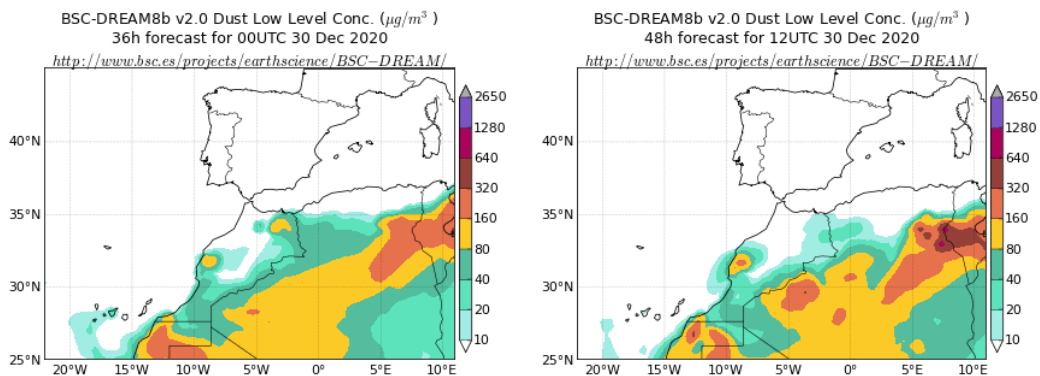 BSC-DREAM8b v2.0 Dust Low Level Conc. (μg/m³ )
36h forecast for 00UTC 30 Dec 2020
http://www.bsc.es/projects/earthscience/BSC−DREAM/
40°N
35°N
30°N
25°N
20°W
15°W
10°W
5°W
0°
5°E
10°E
2650
1280
640
320
160
80
40
20
10
BSC-DREAM8b v2.0 Dust Low Level Conc. (μg/m³ )
48h forecast for 12UTC 30 Dec 2020
http://www.bsc.es/projects/earthscience/BSC−DREAM/
40°N
35°N
30°N
25°N
20°W
15°W
10°W
5°W
0°
5°E
10°E
2650
1280
640
320
160
80
40
20
10